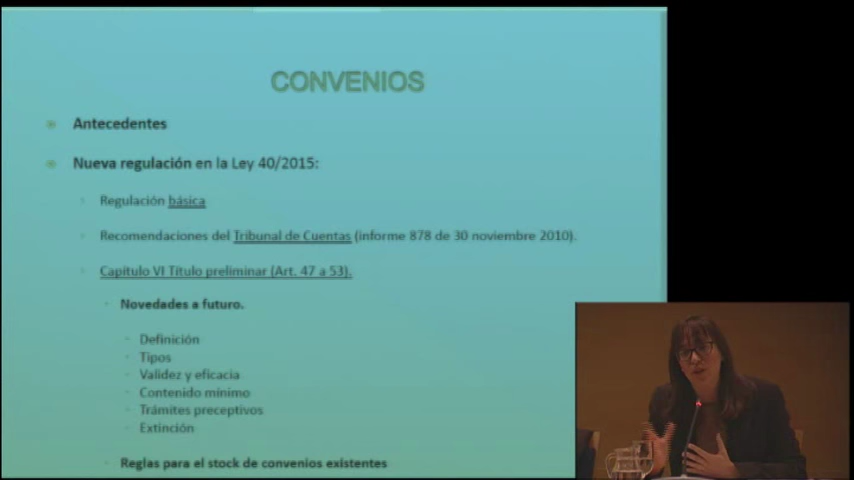 CONVENIOS
Antecedentes
Nueva regulación en la Ley 40/2015:
Regulación básica
Recomendaciones del Tribunal de Cuentas (informe 878 de 30 noviembre 2010).
Capítulo VI Título preliminar (Art. 47 a 53).
Novedades a futuro.
Definición
Tipos
Validez y eficacia
Contenido mínimo
Trámites preceptivos
Extinción
Reglas para el stock de convenios existentes